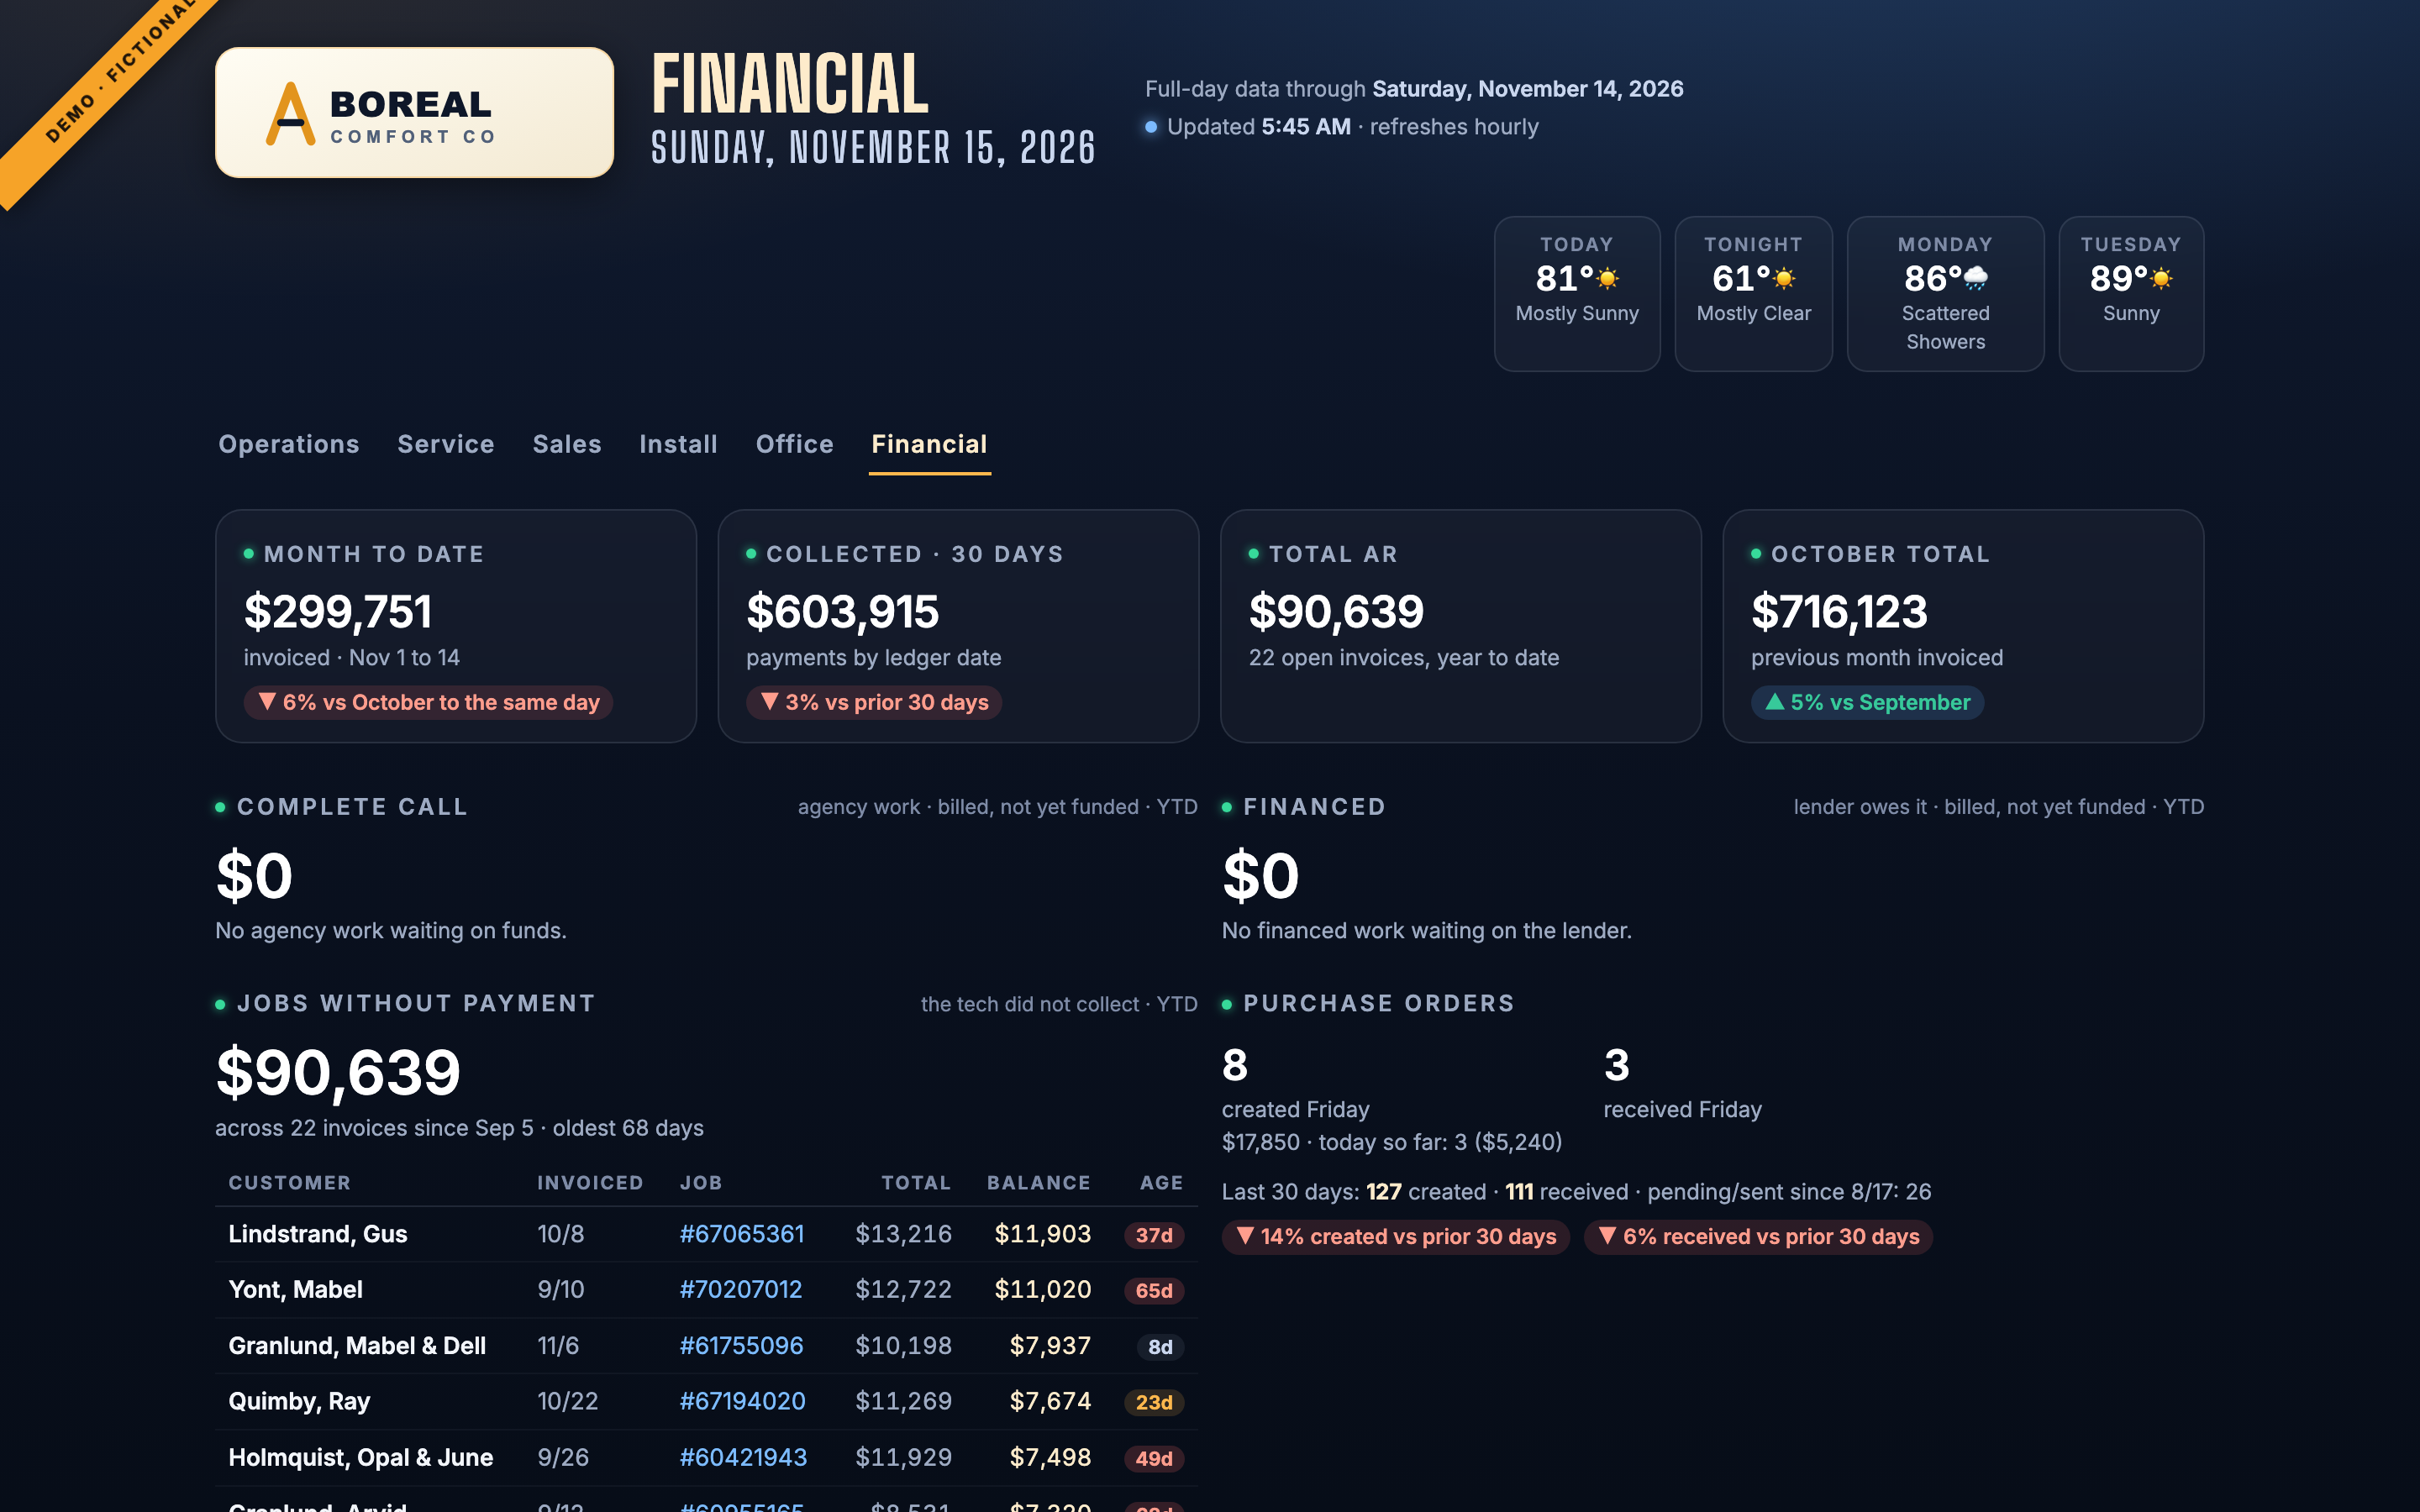 DEMO · FICTIONAL
BOREAL
COMFORT CO
FINANCIAL
SUNDAY, NOVEMBER 15, 2026
Full-day data through Saturday, November 14, 2026
Updated 5:45 AM · refreshes hourly
TODAY
81°
Mostly Sunny
TONIGHT
61°
Mostly Clear
MONDAY
86°
Scattered
Showers
TUESDAY
89°
Sunny
Operations Service Sales Install Office Financial
MONTH TO DATE
$299,751
invoiced · Nov 1 to 14
▼ 6% vs October to the same day
COLLECTED · 30 DAYS
$603,915
payments by ledger date
▼ 3% vs prior 30 days
TOTAL AR
$90,639
22 open invoices, year to date
OCTOBER TOTAL
$716,123
previous month invoiced
▲ 5% vs September
COMPLETE CALL agency work · billed, not yet funded · YTD
$0
No agency work waiting on funds.
FINANCED lender owes it · billed, not yet funded · YTD
$0
No financed work waiting on the lender.
JOBS WITHOUT PAYMENT the tech did not collect · YTD
$90,639
across 22 invoices since Sep 5 · oldest 68 days
CUSTOMER INVOICED JOB TOTAL BALANCE AGE
Lindstrand, Gus 10/8 #67065361 $13,216 $11,903 37d
Yont, Mabel 9/10 #70207012 $12,722 $11,020 65d
Granlund, Mabel & Dell 11/6 #61755096 $10,198 $7,937 8d
Quimby, Ray 10/22 #67194020 $11,269 $7,674 23d
Holmquist, Opal & June 9/26 #60421943 $11,929 $7,498 49d
Granlund, Arvid
PURCHASE ORDERS
8
created Friday
$17,850 · today so far: 3 ($5,240)
3
received Friday
Last 30 days: 127 created · 111 received · pending/sent since 8/17: 26
▼ 14% created vs prior 30 days ▼ 6% received vs prior 30 days